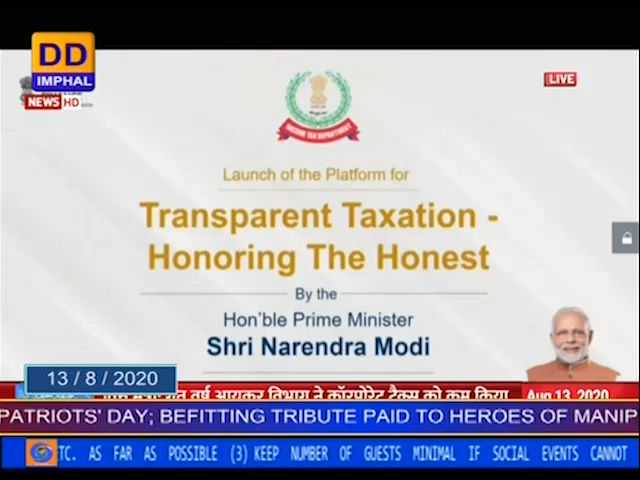 DD
IMPHAL
NEWS HD
LIVE
INCOME TAX DEPARTMENT
Launch of the Platform for
Transparent Taxation -
Honoring The Honest
By the
Hon'ble Prime Minister
Shri Narendra Modi
13 / 8 / 2020
वर्ष आयकर विभाग ने कॉरपोरेट टैक्स को कम किया
Aug 13, 2020
PATRIOTS' DAY; BEFITTING TRIBUTE PAID TO HEROES OF MANIP
ETC. AS FAR AS POSSIBLE (3) KEEP NUMBER OF GUESTS MINIMAL IF SOCIAL EVENTS CANNOT